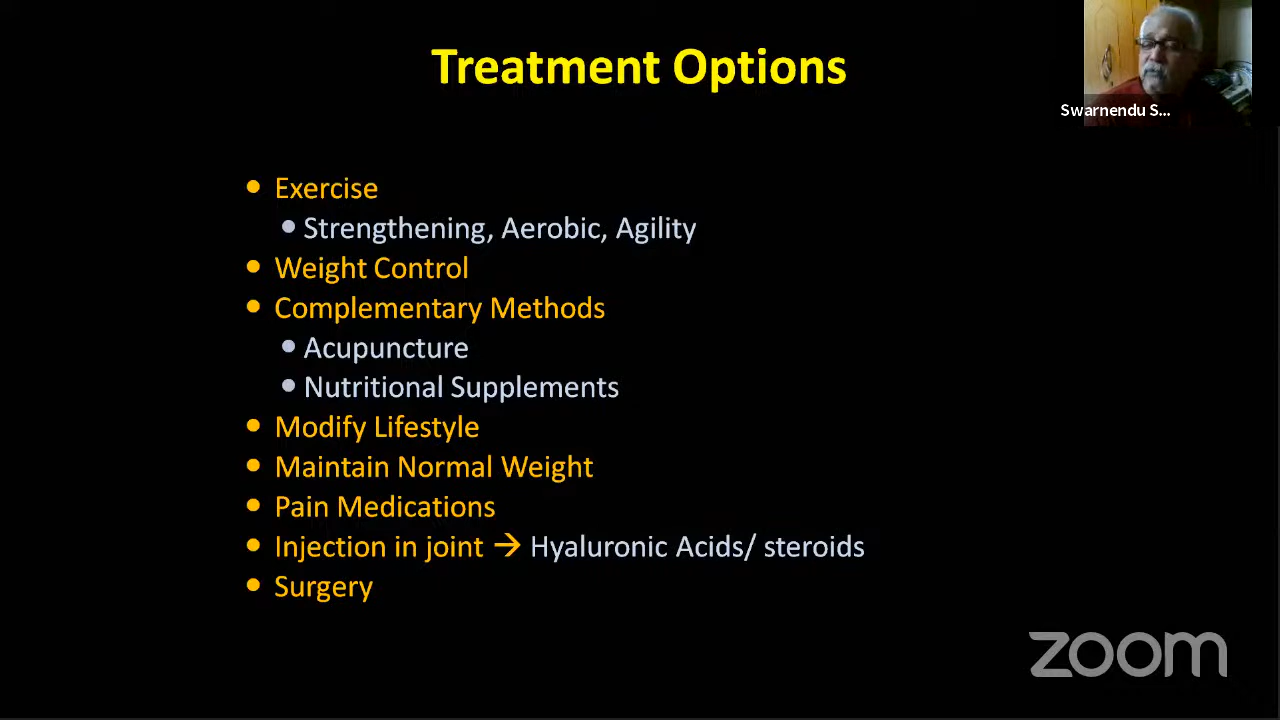 Treatment Options
Swarnendu S...
• Exercise
• Strengthening, Aerobic, Agility
• Weight Control
• Complementary Methods
• Acupuncture
• Nutritional Supplements
• Modify Lifestyle
• Maintain Normal Weight
• Pain Medications
• Injection in joint → Hyaluronic Acids/ steroids
• Surgery
zoom